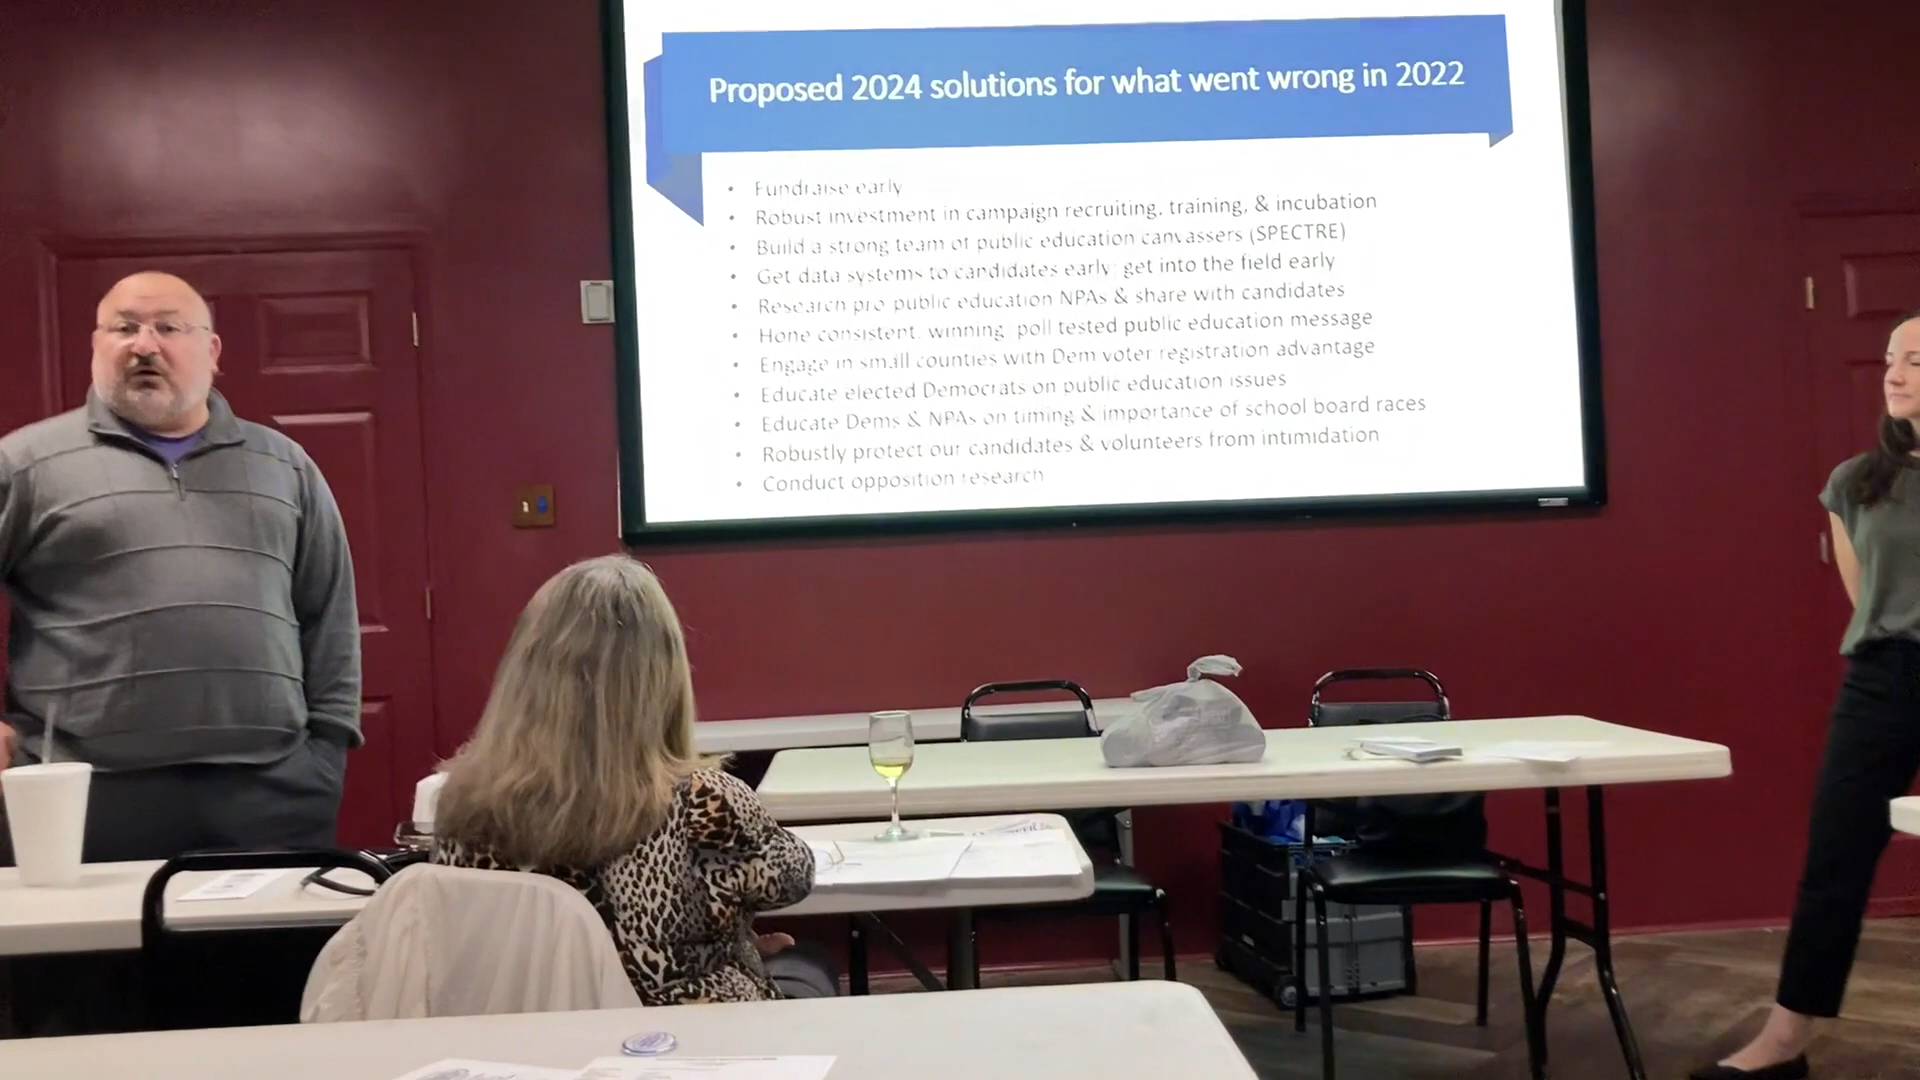 Proposed 2024 solutions for what went wrong in 2022
• Fundraise early
• Robust investment in campaign recruiting, training, & incubation
• Build a strong team of public education canvassers (SPECTRE)
• Get data systems to candidates early; get into the field early
• Research pro public education NPAs & share with candidates
• Hone consistent, winning, poll tested public education message
• Engage in small counties with Dem voter registration advantage
• Educate elected Democrats on public education issues
• Educate Dems & NPAs on timing & importance of school board races
• Robustly protect our candidates & volunteers from intimidation
• Conduct opposition research